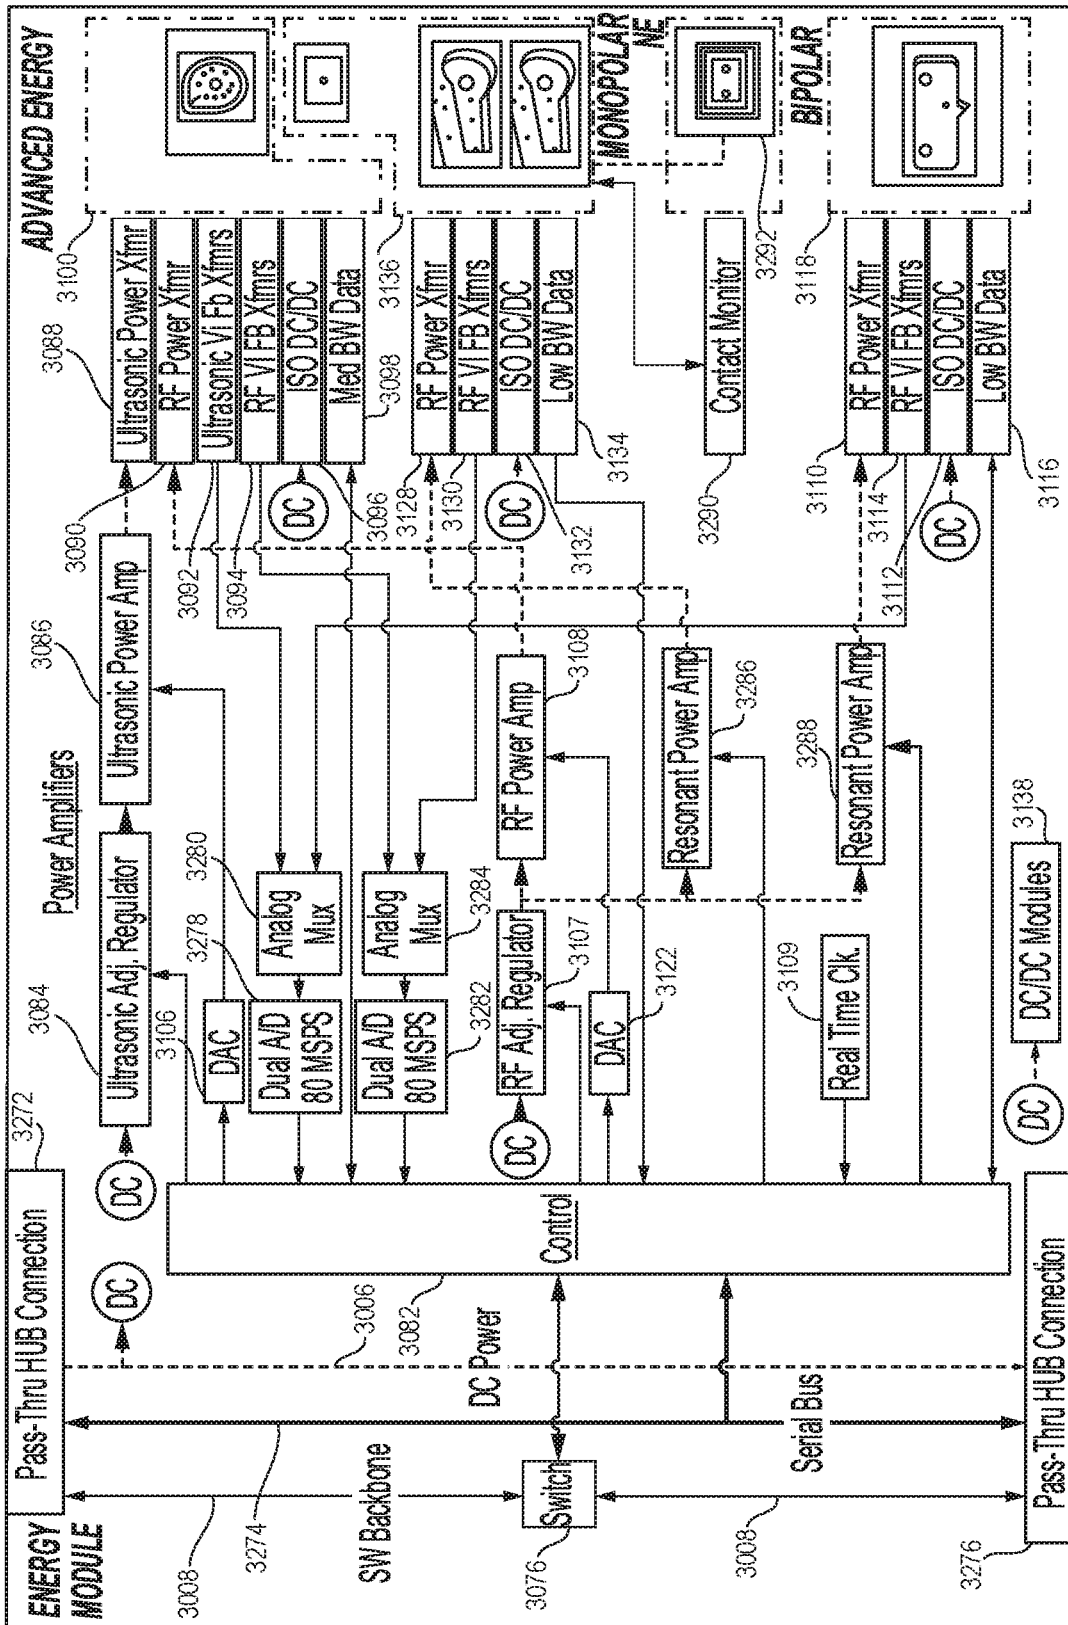 ENERGY
MODULE
3008
3274
SW Backbone
3076
Switch
3008
3276
Pass-Thru HUB Connection
Serial Bus
DC Power
3006
3082
DC
Pass-Thru HUB Connection
3272
Control
DC
3084
Ultrasonic Adj. Regulator
Power Amplifiers
3086
Ultrasonic Power Amp
3106
DAC
3278
Dual A/D
80 MSPS
3280
Analog
Mux
Dual A/D
80 MSPS
3282
Analog
Mux
3284
DC
RF Adj. Regulator
3107
RF Power Amp
3108
DAC
3122
Resonant Power Amp
3286
3288
Resonant Power Amp
3109
Real Time Clk.
DC
DC/DC Modules
3138
ADVANCED ENERGY
3100
3088
Ultrasonic Power Xfmr
3090
RF Power Xfmr
3092
Ultrasonic Vi Fb Xfmrs
3094
RF VI FB Xfmrs
DC
ISO DC/DC
3096
Med BW Data
3098
3136
3128
RF Power Xfmr
3130
RF VI FB Xfmrs
DC
ISO DC/DC
3132
Low BW Data
3134
MONOPOLAR
NE
3290
Contact Monitor
3292
BIPOLAR
3118
3110
RF Power Xfmr
3114
RF VI FB Xfmrs
3112
DC
ISO DC/DC
Low BW Data
3116